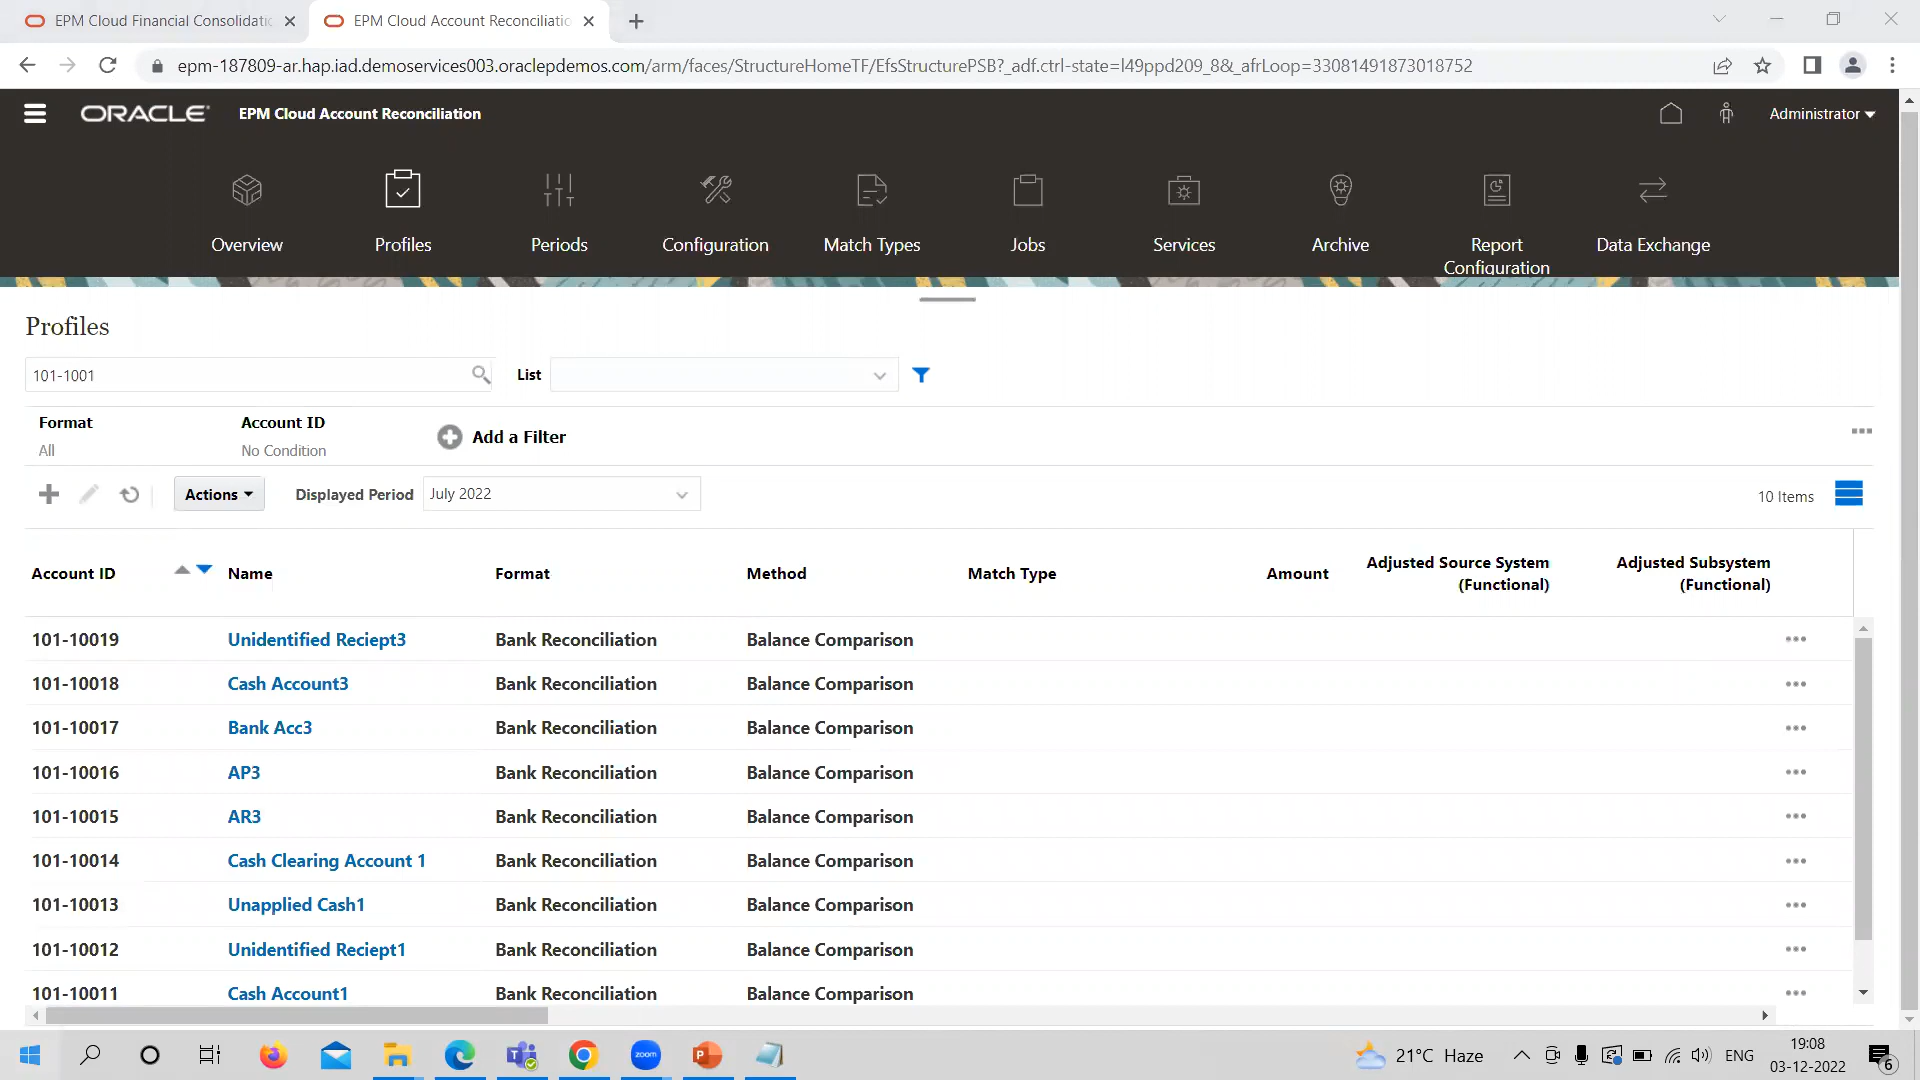 EPM Cloud Financial Consolidatio
EPM Cloud Account Reconciliatio
epm-187809-ar.hap.iad.demoservices003.oraclepdemos.com/arm/faces/StructureHomeTF/EfsStructurePSB?_adf.ctrl-state=l49ppd209_8&_afrLoop=33081491873018752
ORACLE EPM Cloud Account Reconciliation Administrator
Overview Profiles Periods Configuration Match Types Jobs Services Archive Report Configuration Data Exchange
Profiles
101-1001 List
Format Account ID Add a Filter
All No Condition
Actions Displayed Period July 2022 10 Items
Account ID Name Format Method Match Type Amount Adjusted Source System (Functional) Adjusted Subsystem (Functional)
101-10019 Unidentified Reciept3 Bank Reconciliation Balance Comparison
101-10018 Cash Account3 Bank Reconciliation Balance Comparison
101-10017 Bank Acc3 Bank Reconciliation Balance Comparison
101-10016 AP3 Bank Reconciliation Balance Comparison
101-10015 AR3 Bank Reconciliation Balance Comparison
101-10014 Cash Clearing Account 1 Bank Reconciliation Balance Comparison
101-10013 Unapplied Cash1 Bank Reconciliation Balance Comparison
101-10012 Unidentified Reciept1 Bank Reconciliation Balance Comparison
101-10011 Cash Account1 Bank Reconciliation Balance Comparison
zoom 21°C Haze ENG 19:08
03-12-2022 6